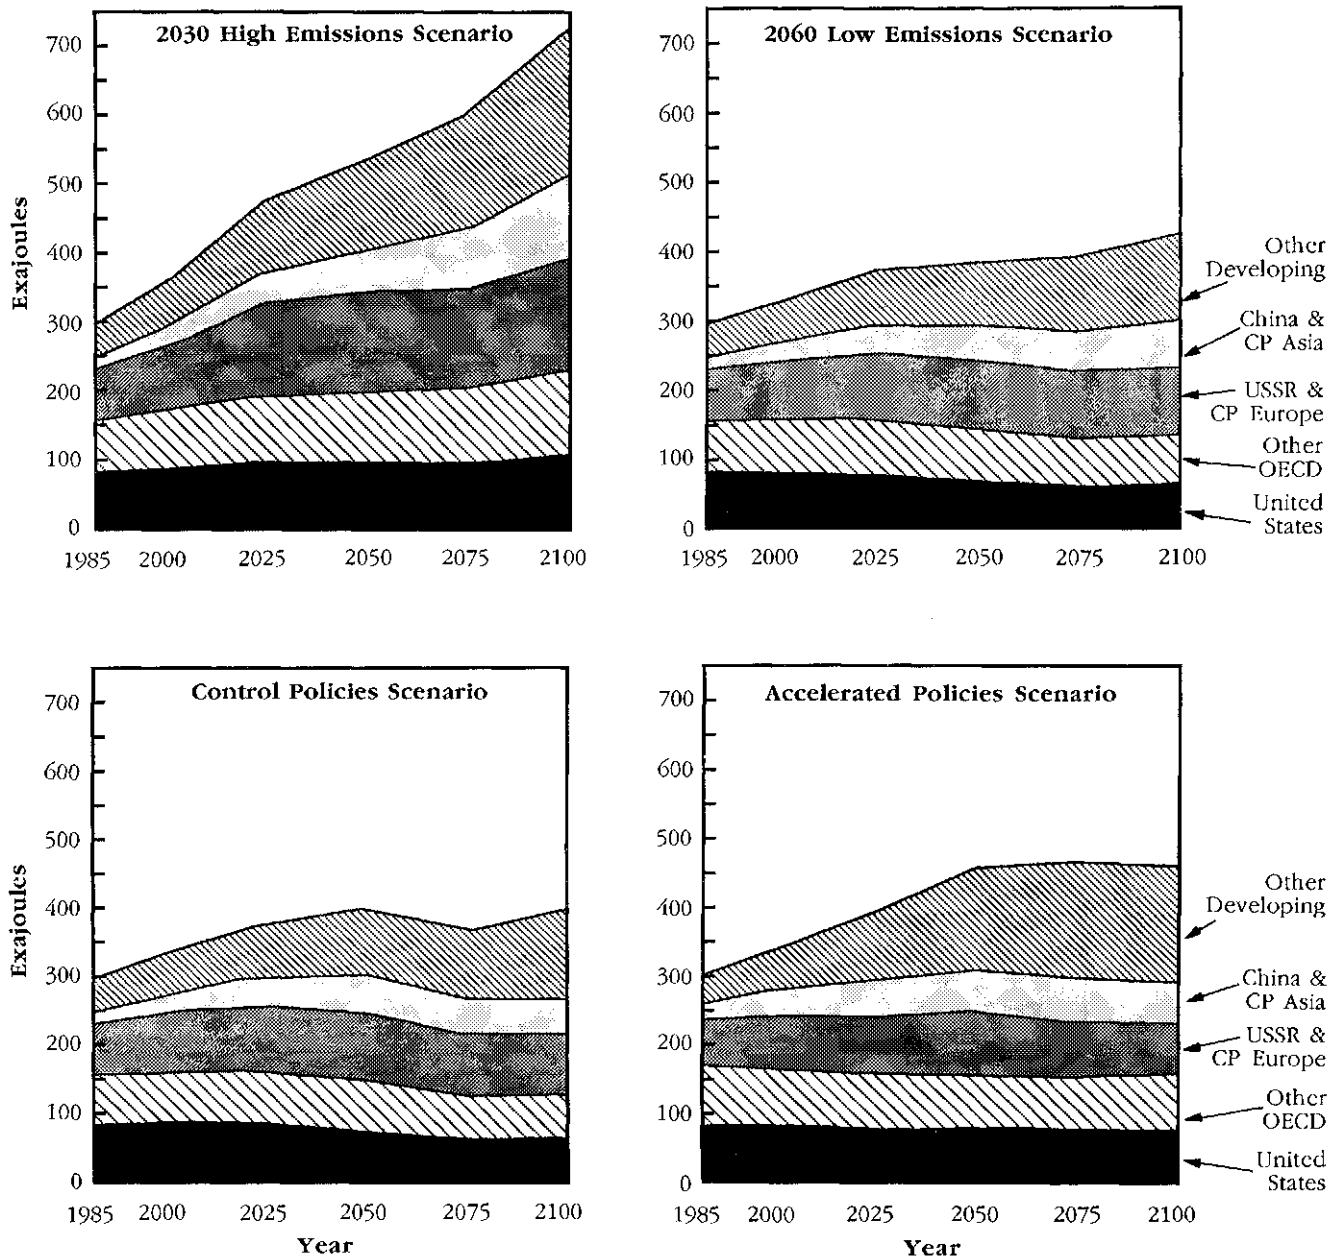 2030 High Emissions Scenario
700
600
500
400
300
200
100
0
Exajoules
1985 2000 2025 2050 2075 2100
2060 Low Emissions Scenario
700
600
500
400
300
200
100
0
1985 2000 2025 2050 2075 2100
Other
Developing
China &
CP Asia
USSR &
CP Europe
Other
OECD
United
States
Control Policies Scenario
700
600
500
400
300
200
100
0
Exajoules
1985 2000 2025 2050 2075 2100
Year
Accelerated Policies Scenario
700
600
500
400
300
200
100
0
1985 2000 2025 2050 2075 2100
Year
Other
Developing
China &
CP Asia
USSR &
CP Europe
Other
OECD
United
States